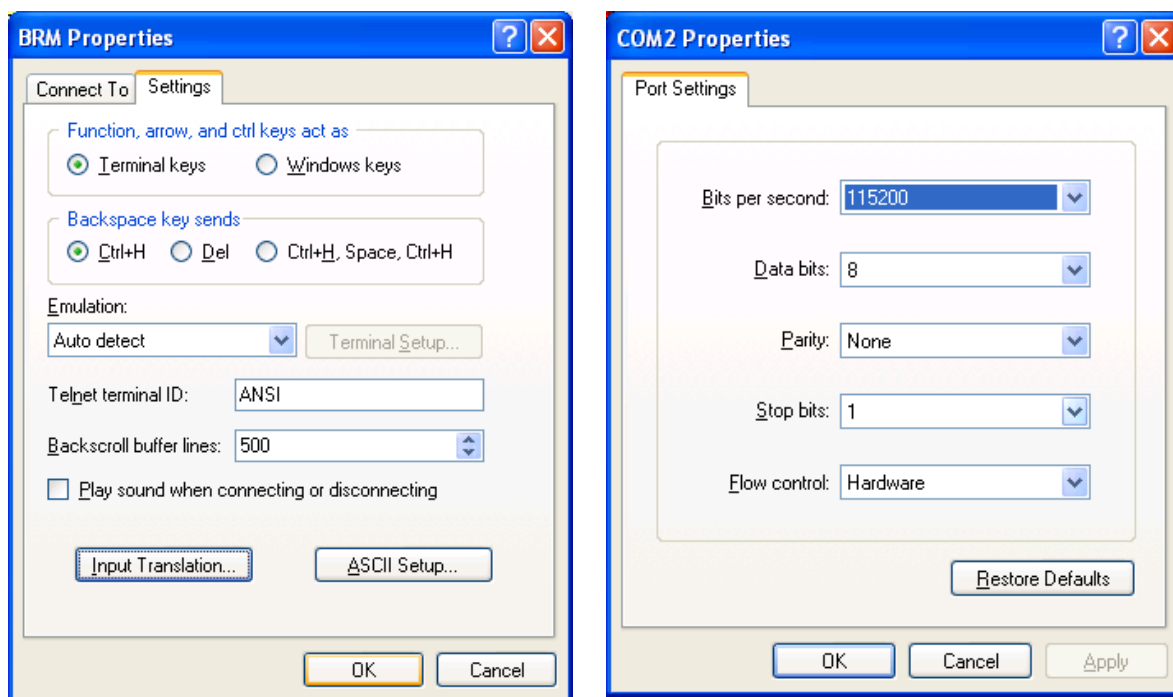 BRM Properties
Connect To Settings
Function, arrow, and ctrl keys act as
Terminal keys Windows keys
Backspace key sends
Ctrl+H Del Ctrl+H, Space, Ctrl+H
Emulation:
Auto detect Terminal Setup...
Telnet terminal ID: ANSI
Backscroll buffer lines: 500
Play sound when connecting or disconnecting
Input Translation... ASCII Setup...
OK Cancel
COM2 Properties
Port Settings
Bits per second: 115200
Data bits: 8
Parity: None
Stop bits: 1
Flow control: Hardware
Restore Defaults
OK Cancel Apply